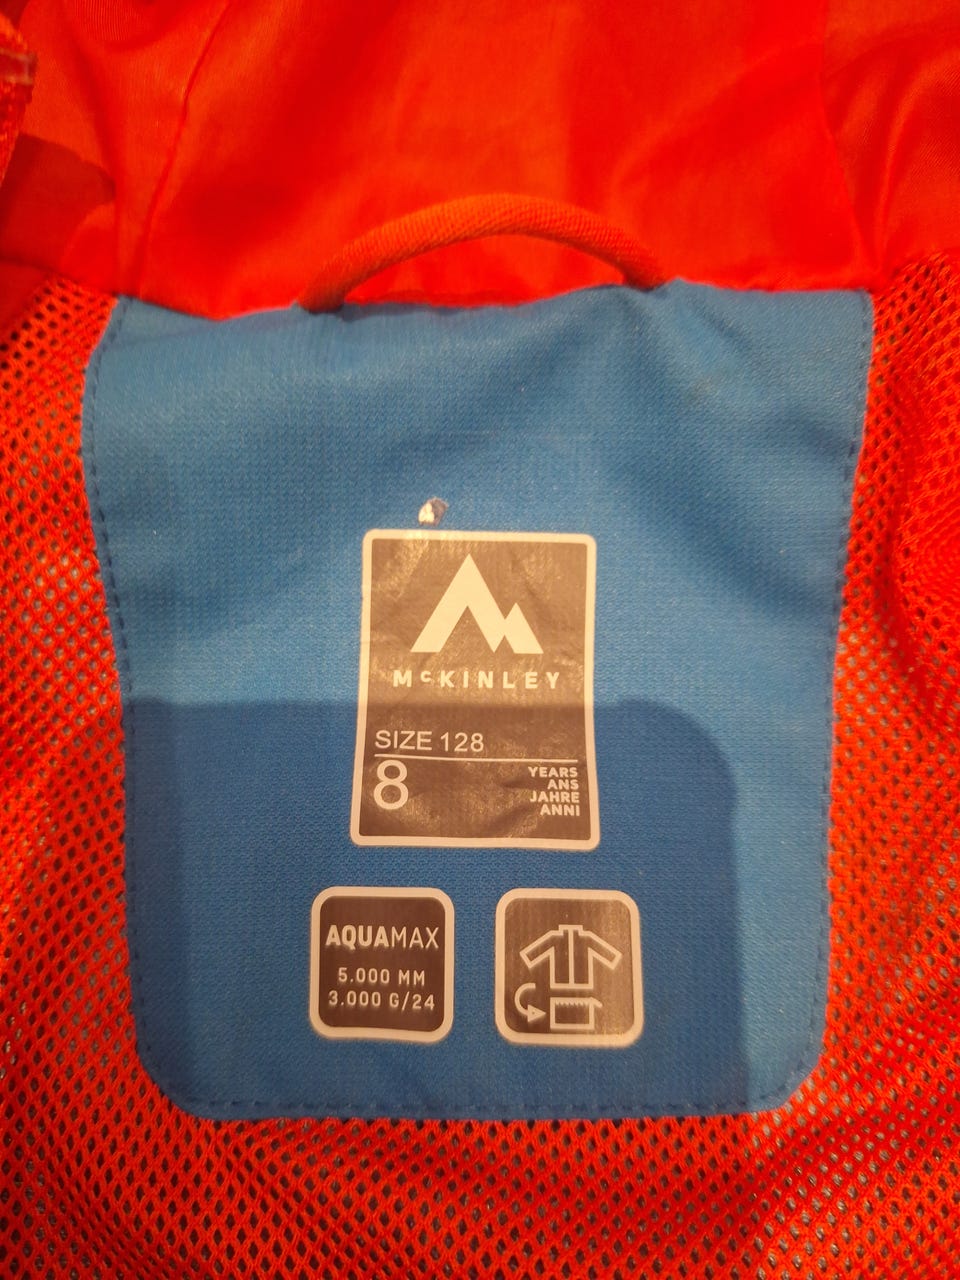 McKINLEY
SIZE 128
8
YEARS
ANS
JAHRE
ANNI
AQUAMAX
5.000 MM
3.000 G/24